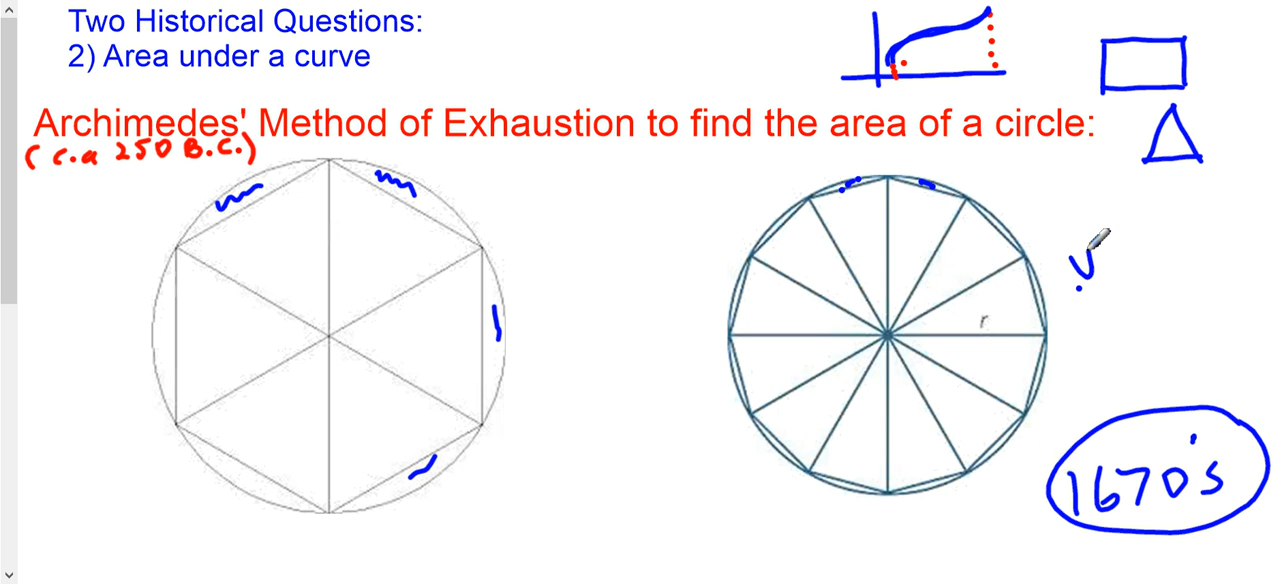 Two Historical Questions:
2) Area under a curve
Archimedes' Method of Exhaustion to find the area of a circle:
(c.a 250 B.C.)
r
1670's